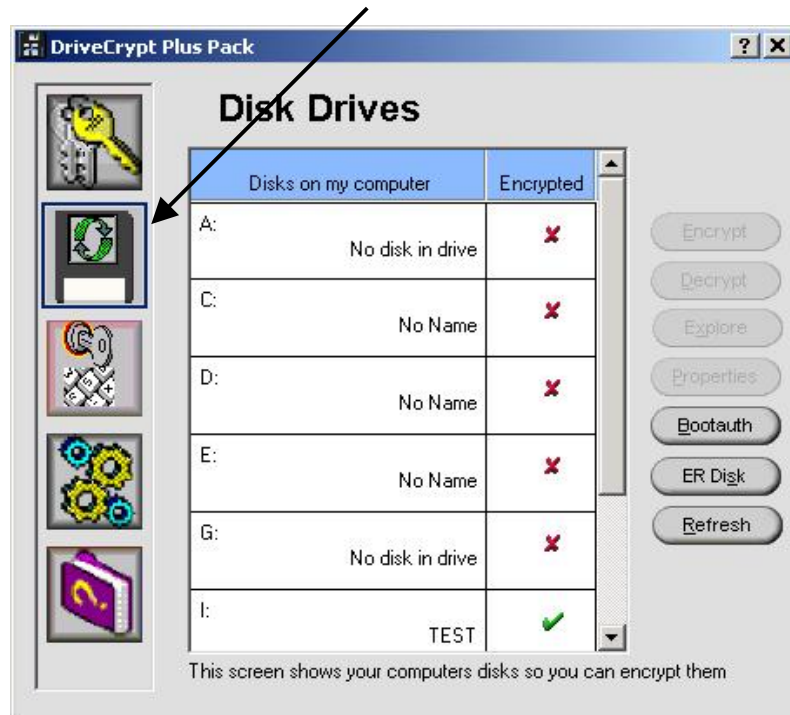 DriveCrypt Plus Pack
Disk Drives
Disks on my computer Encrypted
A:
No disk in drive
C:
No Name
D:
No Name
E:
No Name
G:
No disk in drive
I:
TEST
Encrypt
Decrypt
Explore
Properties
Bootauth
ER Disk
Refresh
This screen shows your computers disks so you can encrypt them